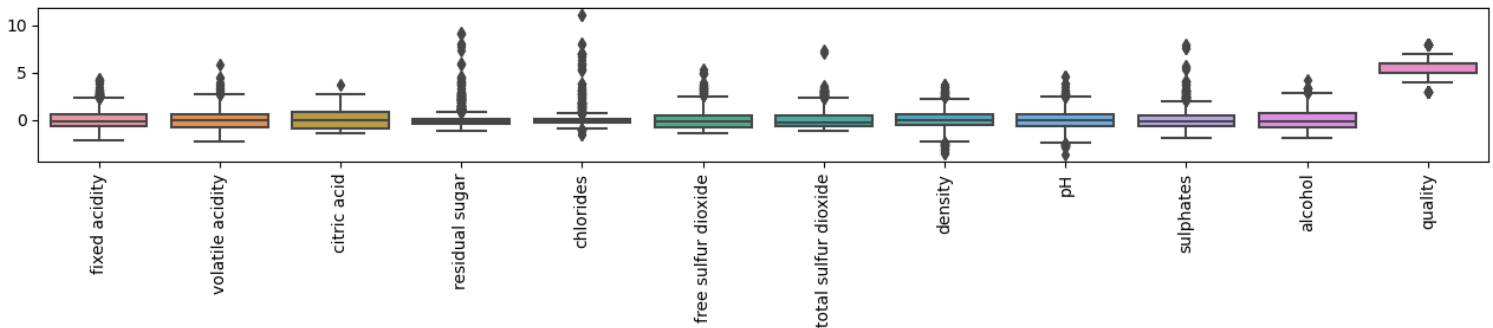 10
5
0
fixed acidity
volatile acidity
citric acid
residual sugar
chlorides
free sulfur dioxide
total sulfur dioxide
density
pH
sulphates
alcohol
quality